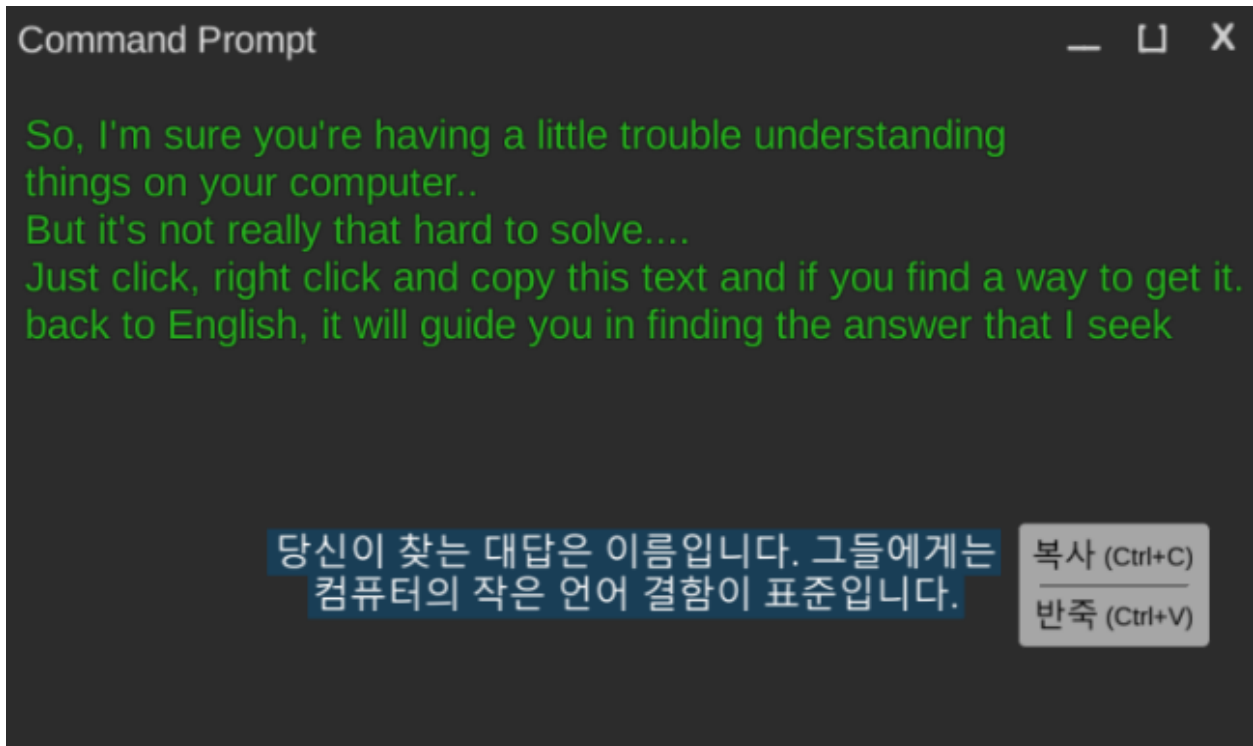 Command Prompt
So, I'm sure you're having a little trouble understanding
things on your computer..
But it's not really that hard to solve....
Just click, right click and copy this text and if you find a way to get it.
back to English, it will guide you in finding the answer that I seek
당신이 찾는 대답은 이름입니다. 그들에게는
컴퓨터의 작은 언어 결함이 표준입니다.
복사 (Ctrl+C)
반죽 (Ctrl+V)